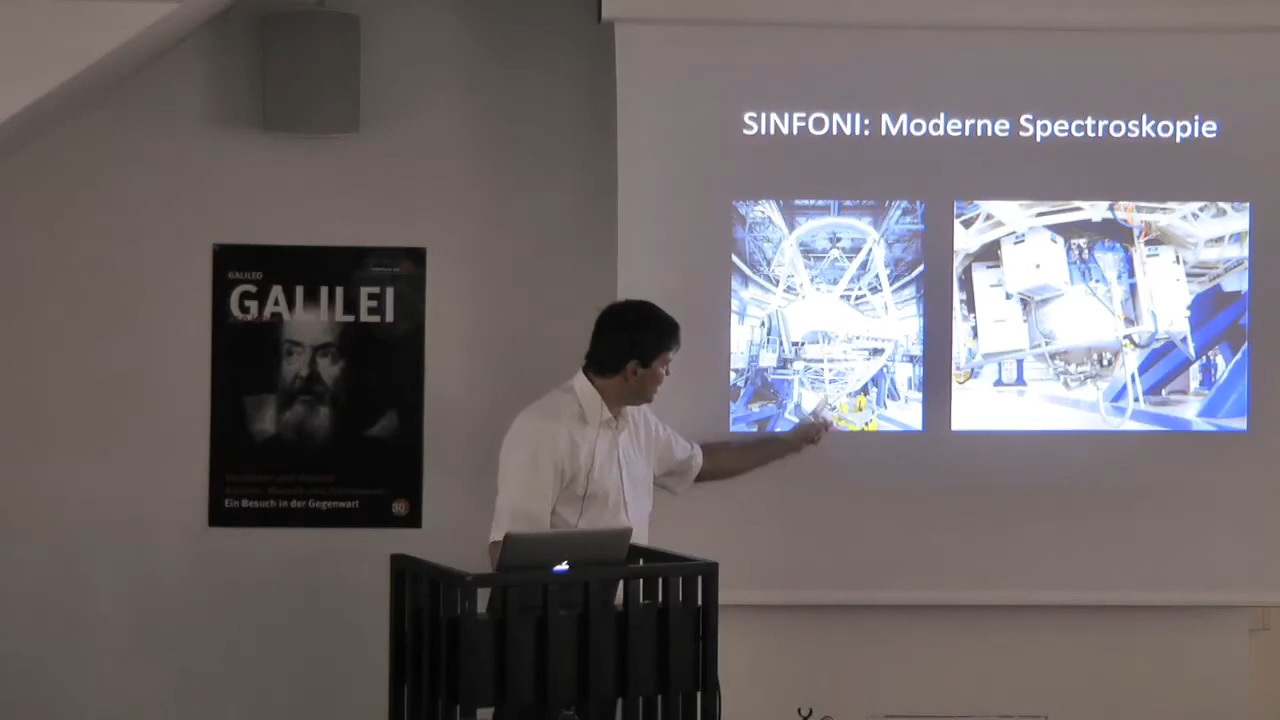 SINFONI: Moderne Spectroskopie
GALILEO
GALILEI
Ein Besuch in der Gegenwart